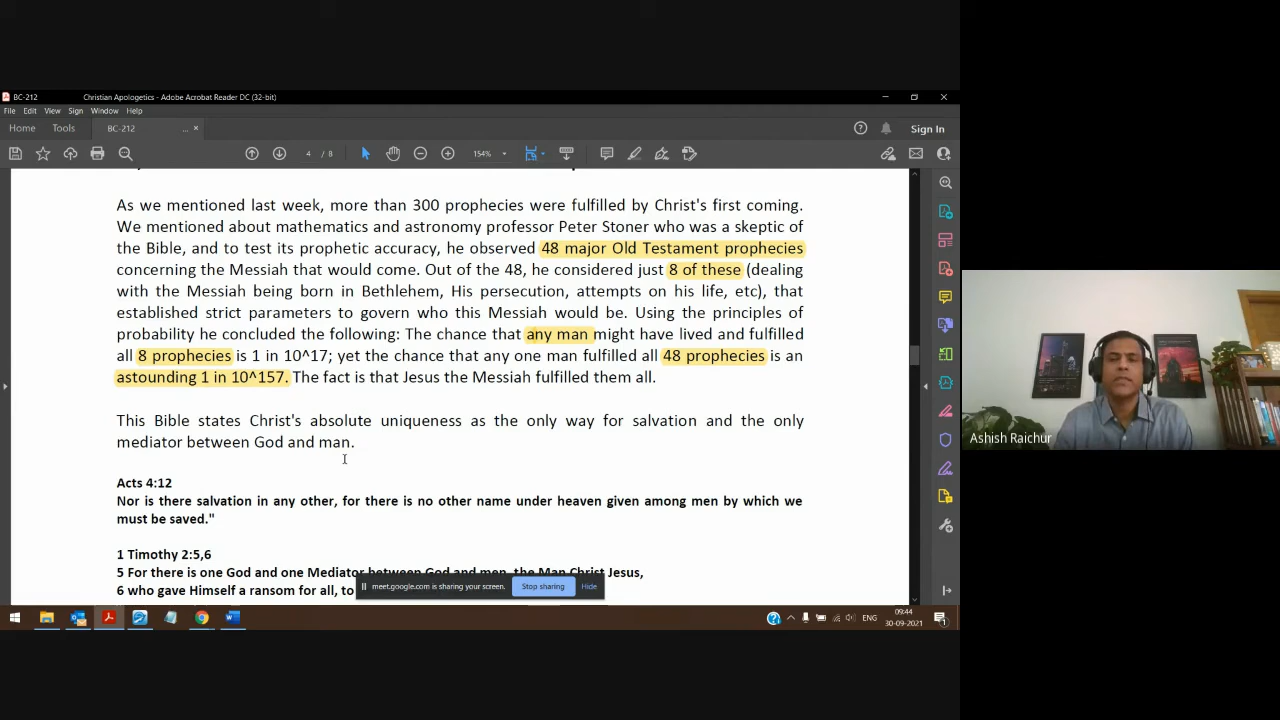 BC-212 Christian Apologetics - Adobe Acrobat Reader DC (32-bit)
File Edit View Sign Window Help
Home Tools BC-212 ... × Sign In
4 / 8 154%
As we mentioned last week, more than 300 prophecies were fulfilled by Christ's first coming.
We mentioned about mathematics and astronomy professor Peter Stoner who was a skeptic of
the Bible, and to test its prophetic accuracy, he observed 48 major Old Testament prophecies
concerning the Messiah that would come. Out of the 48, he considered just 8 of these (dealing
with the Messiah being born in Bethlehem, His persecution, attempts on his life, etc), that
established strict parameters to govern who this Messiah would be. Using the principles of
probability he concluded the following: The chance that any man might have lived and fulfilled
all 8 prophecies is 1 in 10^17; yet the chance that any one man fulfilled all 48 prophecies is an
astounding 1 in 10^157. The fact is that Jesus the Messiah fulfilled them all.
This Bible states Christ's absolute uniqueness as the only way for salvation and the only
mediator between God and man.
Acts 4:12
Nor is there salvation in any other, for there is no other name under heaven given among men by which we
must be saved."
1 Timothy 2:5,6
5 For there is one God and one Mediator between God and men, the Man Christ Jesus,
6 who gave Himself a ransom for all, to
meet.google.com is sharing your screen. Stop sharing Hide
ENG 09:44
30-09-2021
Ashish Raichur